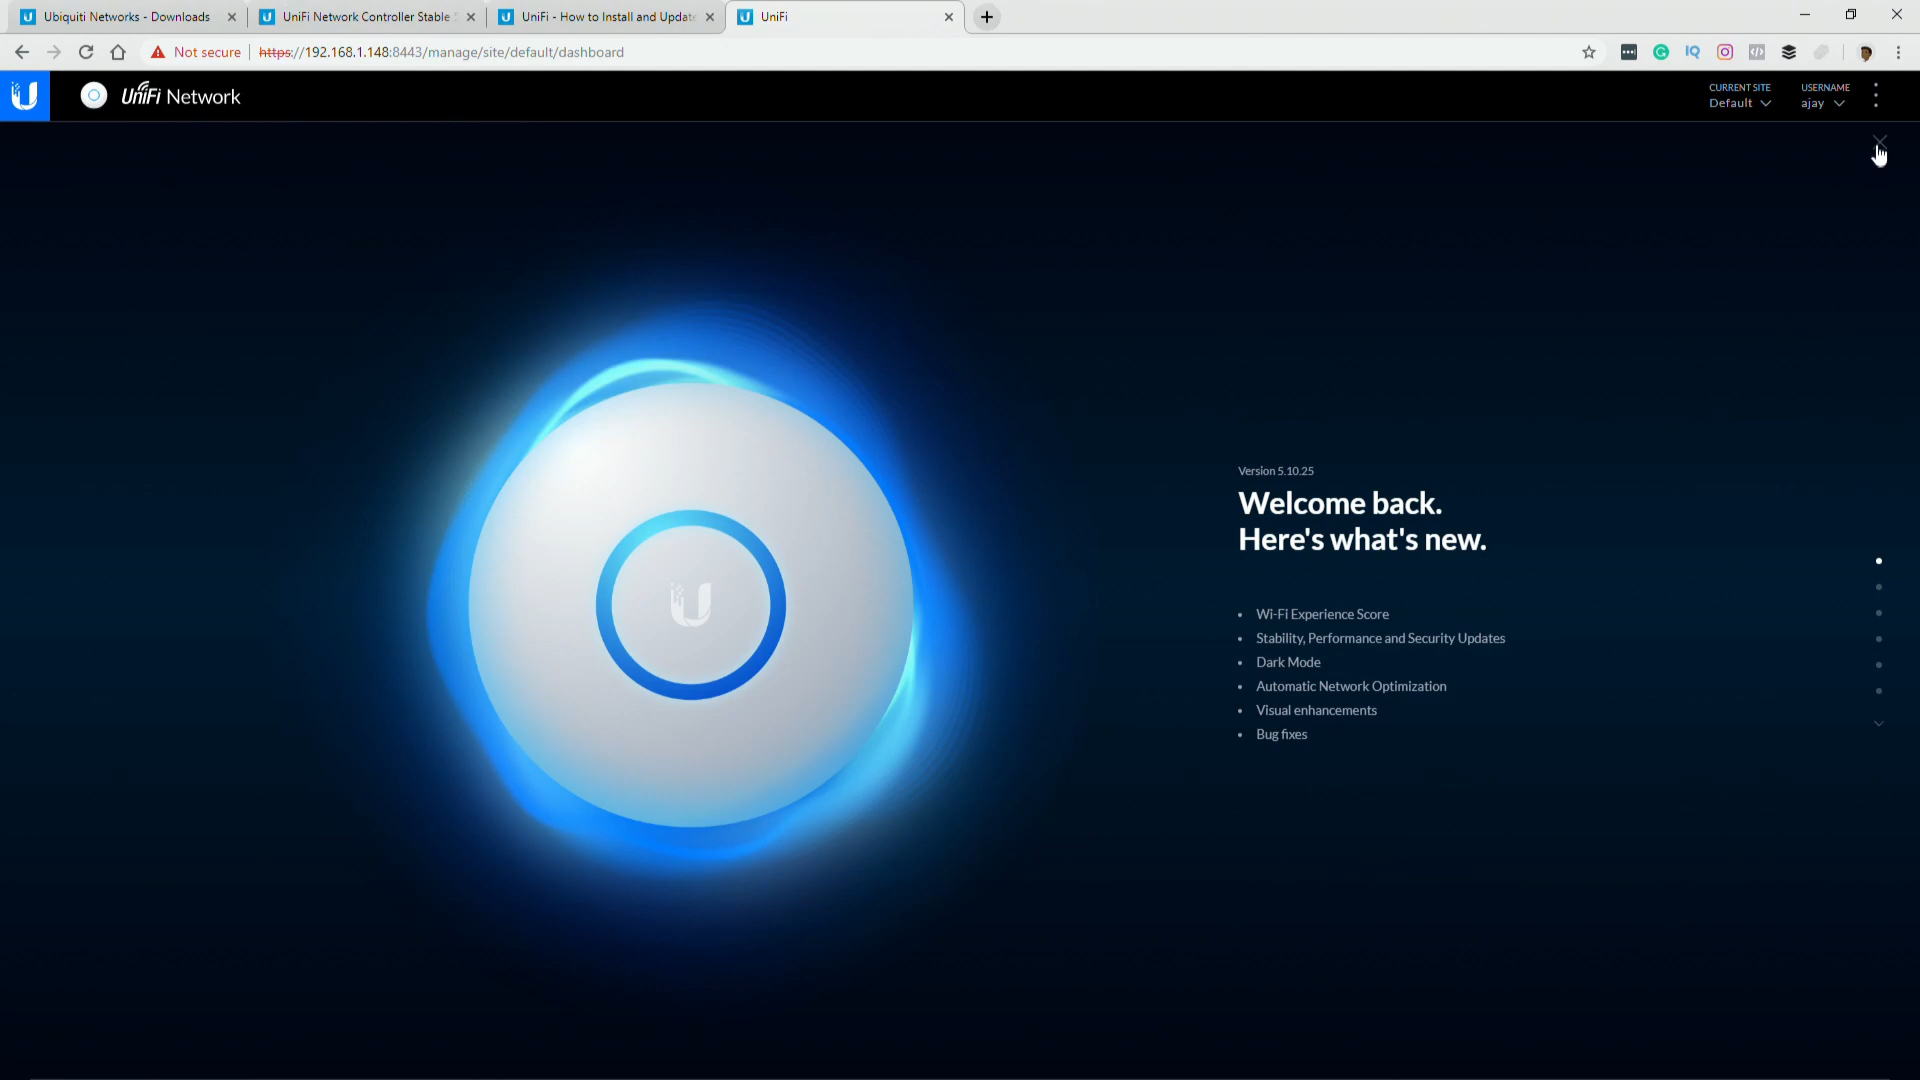 Ubiquiti Networks - Downloads
UniFi Network Controller Stable
UniFi - How to Install and Updat
UniFi
Not secure
https://192.168.1.148:8443/manage/site/default/dashboard
IQ
UniFi Network
CURRENT SITE
Default
USERNAME
ajay
Version 5.10.25
Welcome back.
Here's what's new.
• Wi-Fi Experience Score
• Stability, Performance and Security Updates
• Dark Mode
• Automatic Network Optimization
• Visual enhancements
• Bug fixes